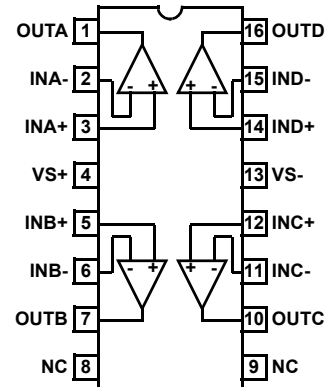 OUTA 1 16 OUTD
INA- 2 - + + - 15 IND-
INA+ 3 14 IND+
VS+ 4 13 VS-
INB+ 5 12 INC+
INB- 6 - + + - 11 INC-
OUTB 7 10 OUTC
NC 8 9 NC